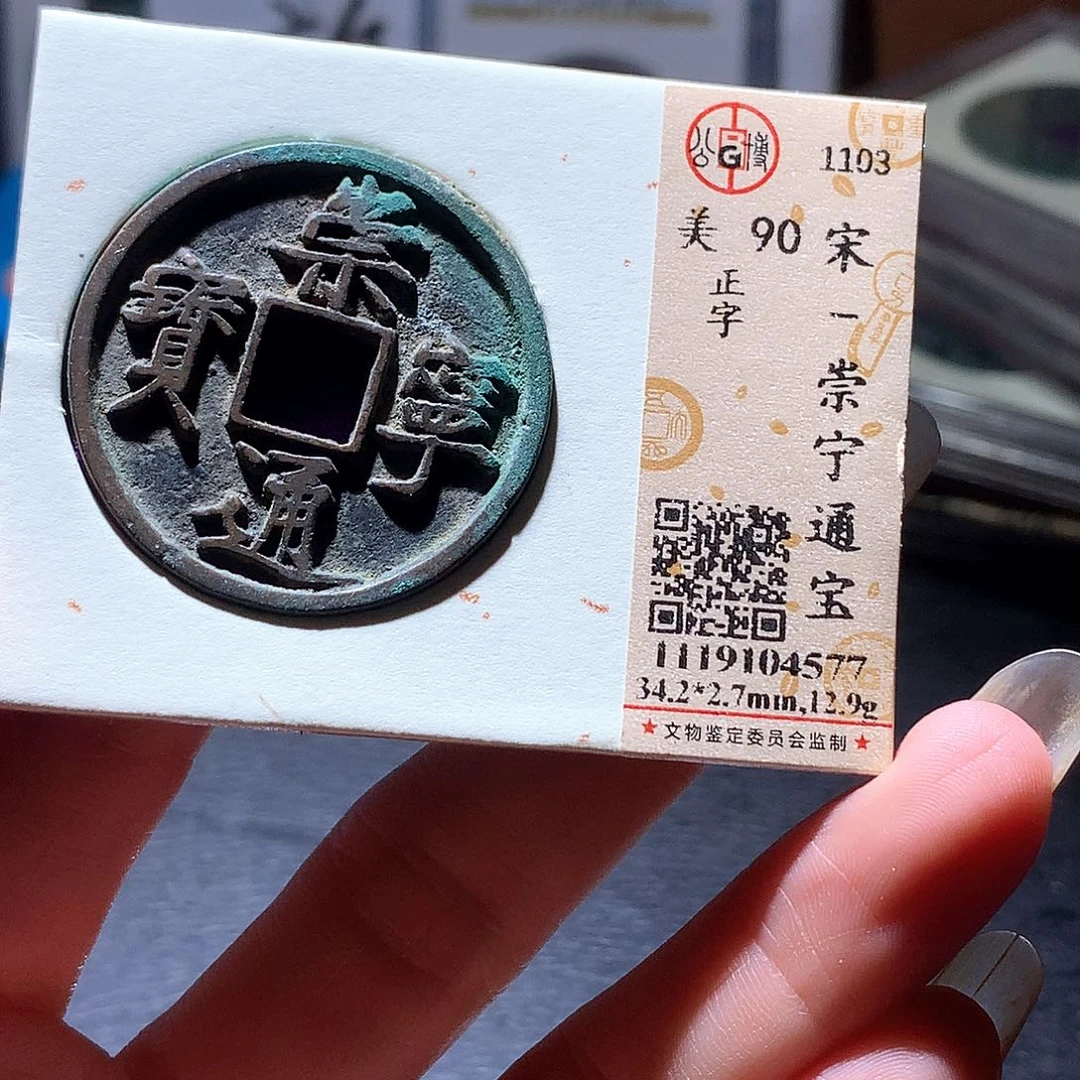 崇
寧
通
寶
公 G 博
1103
美 90
正字
宋-崇宁通宝
1119104577
34.2*2.7mm,12.9g
★文物鉴定委员会监制★